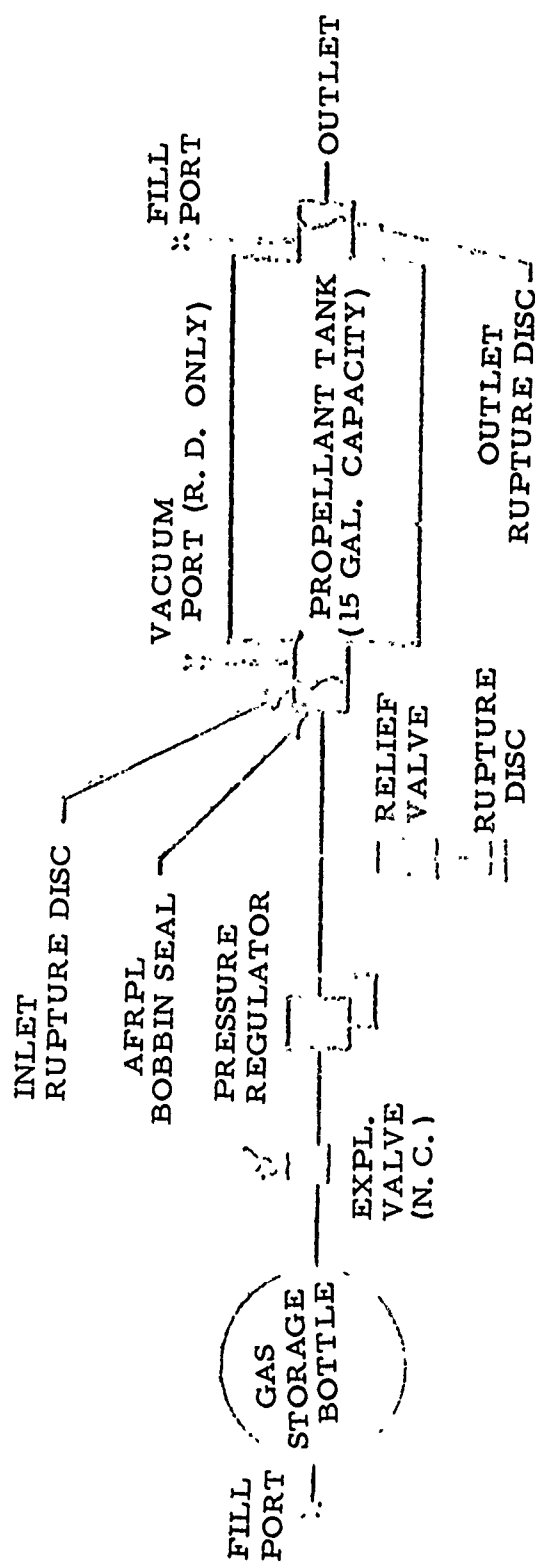 FILL
PORT
GAS
STORAGE
BOTTLE
EXPL.
VALVE
(N. C.)
PRESSURE
REGULATOR
AFRPL
BOBBIN SEAL
INLET
RUPTURE DISC
RELIEF
VALVE
RUPTURE
DISC
VACUUM
PORT (R. D. ONLY)
PROPELLANT TANK
(15 GAL. CAPACITY)
FILL
PORT
OUTLET
OUTLET
RUPTURE DISC